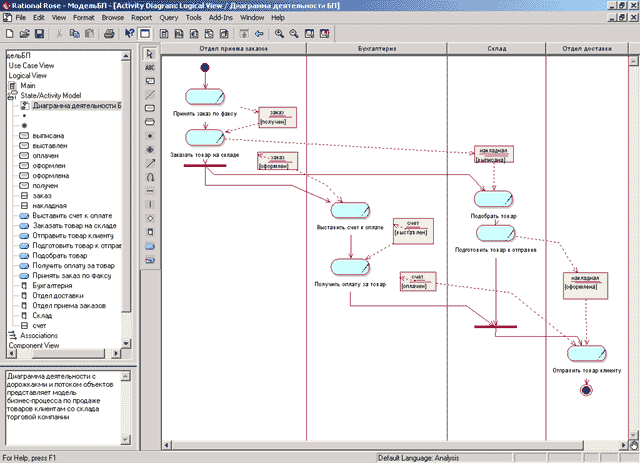 Rational Rose - МодельБП - [Activity Diagram: Logical View / Диаграмма деятельности БП]
File Edit View Format Browse Report Query Tools Add-Ins Window Help
дельБП
Use Case View
Logical View
Main
State/Activity Model
Диаграмма деятельности Б
выписана
выставлен
оплачен
оформлен
оформлена
получен
заказ
накладная
Выставить счет к оплате
Заказать товар на складе
Отправить товар клиенту
Подготовить товар к отправк
Подобрать товар
Получить оплату за товар
Принять заказ по факсу
Бухгалтерия
Отдел доставки
Отдел приема заказов
Склад
счет
Associations
Component View
Диаграмма деятельности с
дорожками и потоком объектов
представляет модель
бизнес-процесса по продаже
товаров клиентам со склада
торговой компании
ABC
Отдел приема заказов Бухгалтерия Склад Отдел доставки
Принять заказ по факсу
заказ
[получен]
Заказать товар на складе
заказ
[оформлен]
накладная
[выписана]
Подобрать товар
Выставить счет к оплате
счет
[выставлен]
Подготовить товар к отправке
Получить оплату за товар
счет
[оплачен]
накладная
[оформлена]
Отправить товар клиенту
For Help, press F1
Default Language: Analysis